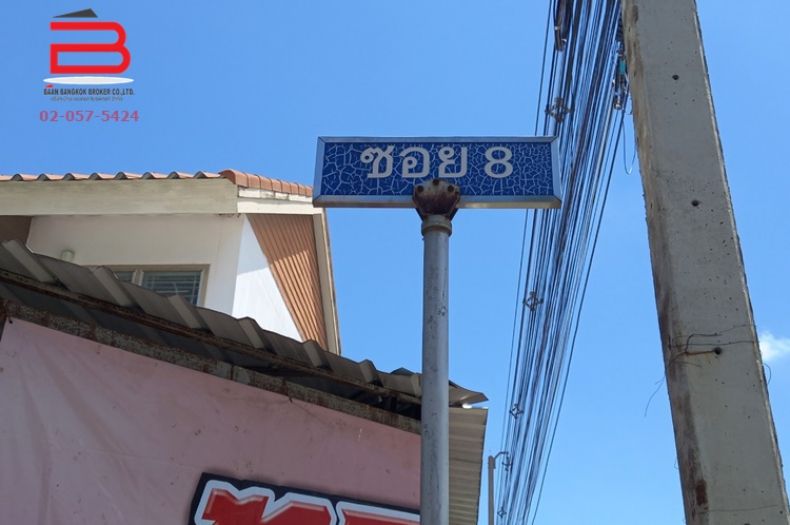 BAAN BANGKOK BROKER CO.,LTD.
02-057-5424
ซอย 8